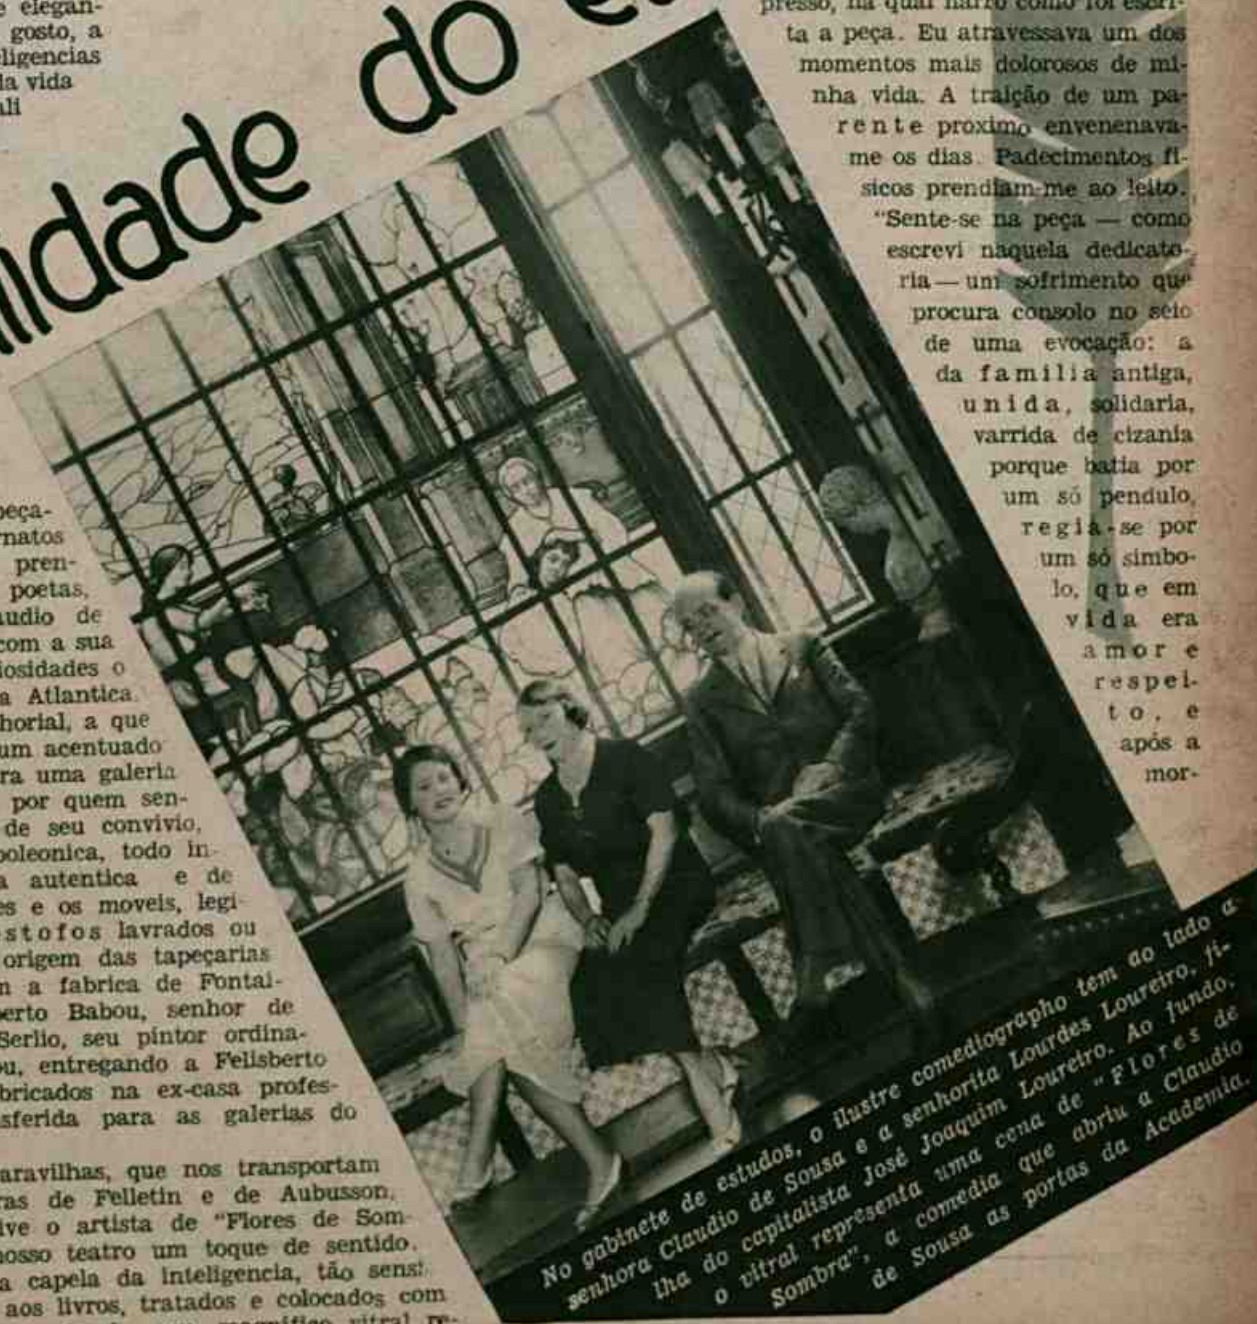 e elegan-
gosto, a
ligencias
da vida
ali
lidade do e
peça-
rnatos
pren-
poetas,
audio de
com a sua
iosidades o
a Atlantica.
horial, a que
um acentuado
ra uma galeria
por quem sen-
de seu convivio,
poleonica, todo in-
a autentica e de
es e os moveis, legi-
stofos lavrados ou
origem das tapeçarias
m a fabrica de Fontai-
berto Babou, senhor de
Serlio, seu pintor ordina-
ou, entregando a Felisberto
bricados na ex-casa profes-
sferida para as galerias do
aravilhas, que nos transportam
ras de Felletin e de Aubusson,
ive o artista de "Flores de Som-
nosso teatro um toque de sentido.
a capela da inteligencia, tão sensi-
aos livros, tratados e colocados com
magnífico vitral re-
presso, na qual narro como foi escri-
ta a peça. Eu atravessava um dos
momentos mais dolorosos de mi-
nha vida. A traição de um pa-
rente proximo envenenava-
me os dias. Padecimentos fi-
sicos prendiam-me ao leito.
"Sente-se na peça — como
escrevi naquela dedicato-
ria — um sofrimento que
procura consolo no seio
de uma evocação: a
da familia antiga,
unida, solidaria,
varrida de cizania
porque batia por
um só pendulo,
regia-se por
um só simbo-
lo, que em
vida era
amor e
respei-
to, e
após a
mor-
No gabinete de estudos, o ilustre comediographo tem ao lado a
senhora Claudio de Sousa e a senhorita Lourdes Loureiro, fi-
lha do capitalista José Joaquim Loureiro. Ao fundo,
o vitral representa uma cena de "Flores de
Sombra", a comedia que abriu a Claudio
de Sousa as portas da Academia.